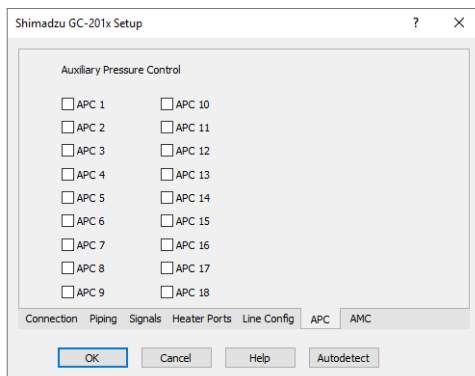 Shimadzu GC-201x Setup ? ×
Auxiliary Pressure Control
APC 1 APC 10
APC 2 APC 11
APC 3 APC 12
APC 4 APC 13
APC 5 APC 14
APC 6 APC 15
APC 7 APC 16
APC 8 APC 17
APC 9 APC 18
Connection Piping Signals Heater Ports Line Config APC AMC
OK Cancel Help Autodetect